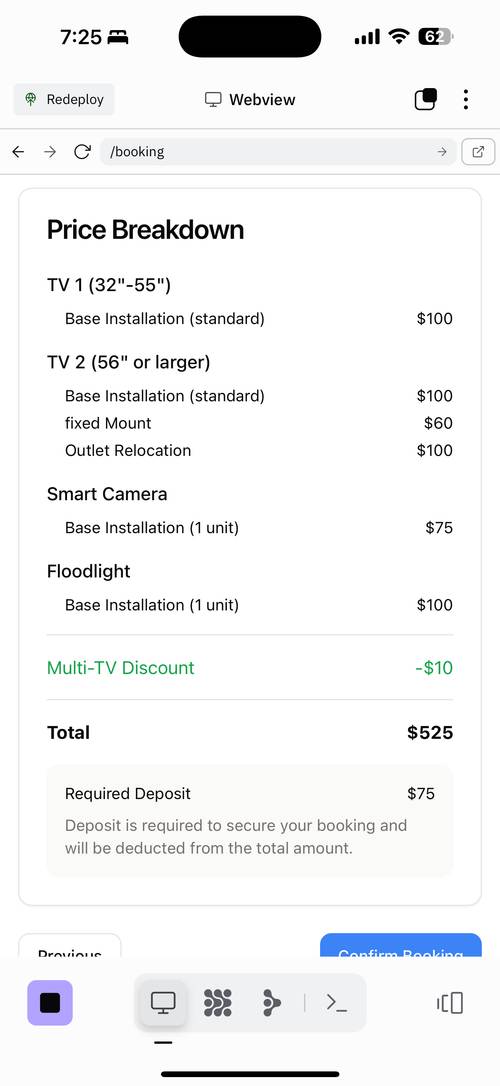 7:25
62
Redeploy
Webview
/booking
Price Breakdown
TV 1 (32"-55")
Base Installation (standard) $100
TV 2 (56" or larger)
Base Installation (standard) $100
fixed Mount $60
Outlet Relocation $100
Smart Camera
Base Installation (1 unit) $75
Floodlight
Base Installation (1 unit) $100
Multi-TV Discount -$10
Total $525
Required Deposit $75
Deposit is required to secure your booking and
will be deducted from the total amount.
Previous Confirm Booking